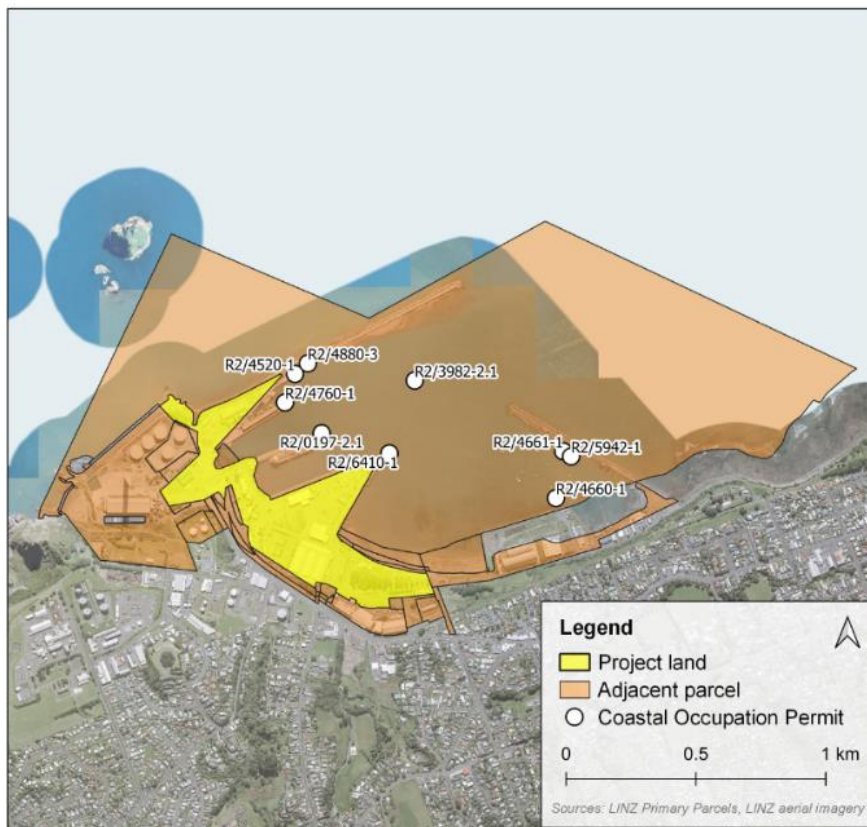 R2/4880-3
R2/4520-1
R2/3982-2.1
R2/4760-1
R2/0197-2.1
R2/4661-1
R2/5942-1
R2/6410-1
R2/4660-1
Legend
Project land
Adjacent parcel
Coastal Occupation Permit
0 0.5 1 km
Sources: LINZ Primary Parcels, LINZ aerial imagery